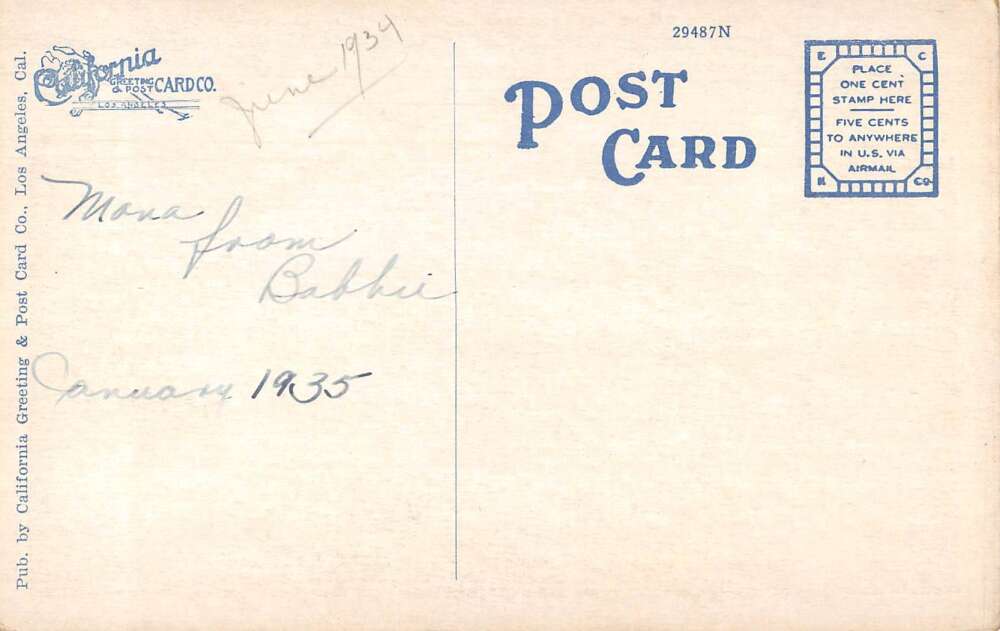 California
GREETING
& POST CARD CO.
LOS ANGELES
June 1934
29487N
POST
CARD
E C
PLACE
ONE CENT
STAMP HERE
FIVE CENTS
TO ANYWHERE
IN U.S. VIA
AIRMAIL
K Co
Mona
from
Babbie
January 1935
Pub. by California Greeting & Post Card Co., Los Angeles, Cal.